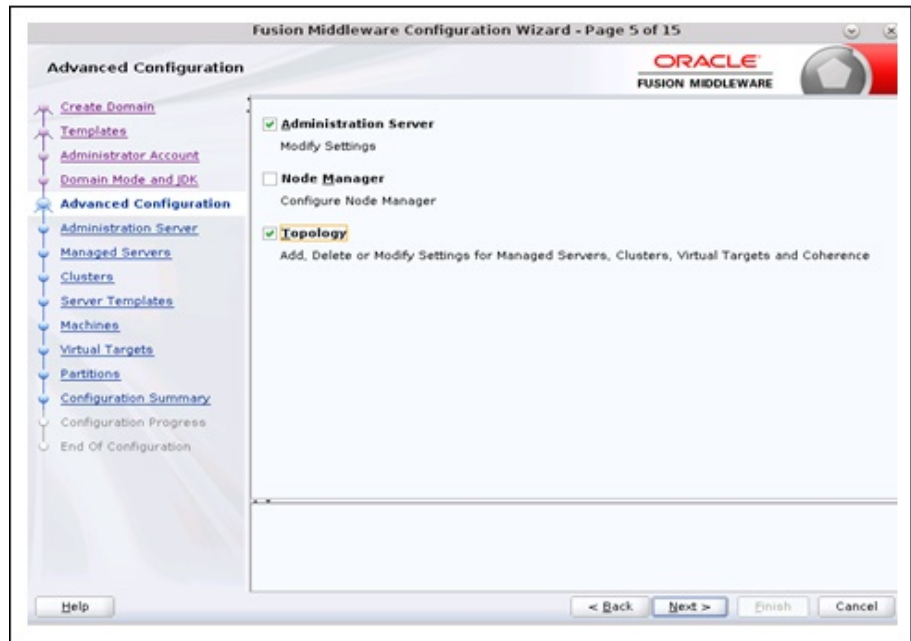 Fusion Middleware Configuration Wizard - Page 5 of 15
Advanced Configuration
ORACLE
FUSION MIDDLEWARE
Create Domain
Templates
Administrator Account
Domain Mode and JDK
Advanced Configuration
Administration Server
Managed Servers
Clusters
Server Templates
Machines
Virtual Targets
Partitions
Configuration Summary
Configuration Progress
End Of Configuration
Administration Server
Modify Settings
Node Manager
Configure Node Manager
Topology
Add, Delete or Modify Settings for Managed Servers, Clusters, Virtual Targets and Coherence
Help
< Back
Next >
Finish
Cancel